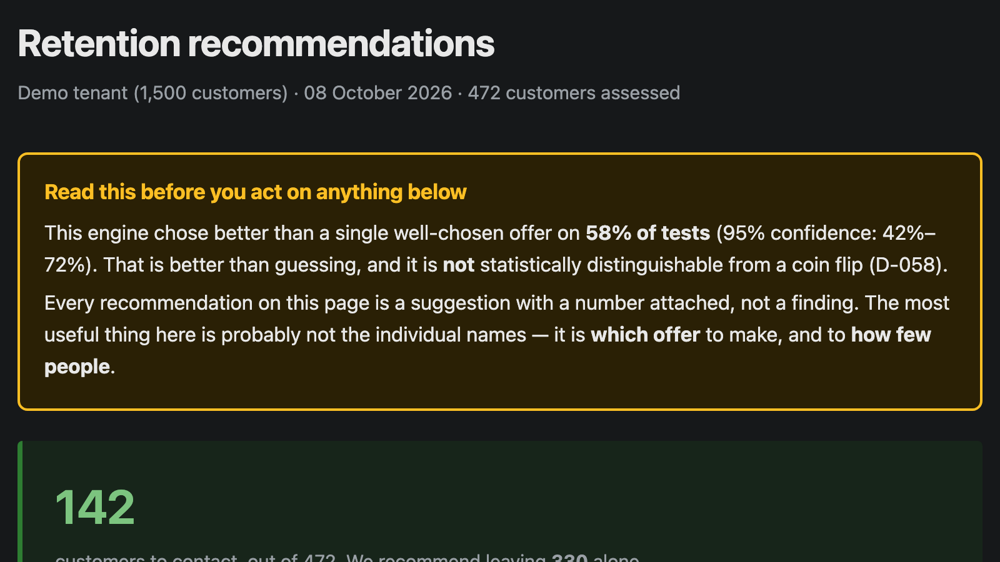 Retention recommendations
Demo tenant (1,500 customers) · 08 October 2026 · 472 customers assessed
Read this before you act on anything below
This engine chose better than a single well-chosen offer on 58% of tests (95% confidence: 42%–
72%). That is better than guessing, and it is not statistically distinguishable from a coin flip (D-058).
Every recommendation on this page is a suggestion with a number attached, not a finding. The most
useful thing here is probably not the individual names — it is which offer to make, and to how few
people.
142
customers to contact, out of 472. We recommend leaving 330 alone.